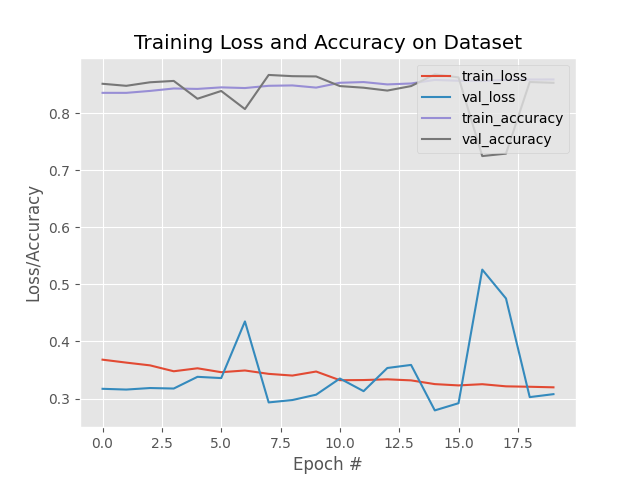 Training Loss and Accuracy on Dataset
train_loss
val_loss
train_accuracy
val_accuracy
Loss/Accuracy
0.8
0.7
0.6
0.5
0.4
0.3
0.0 2.5 5.0 7.5 10.0 12.5 15.0 17.5
Epoch #